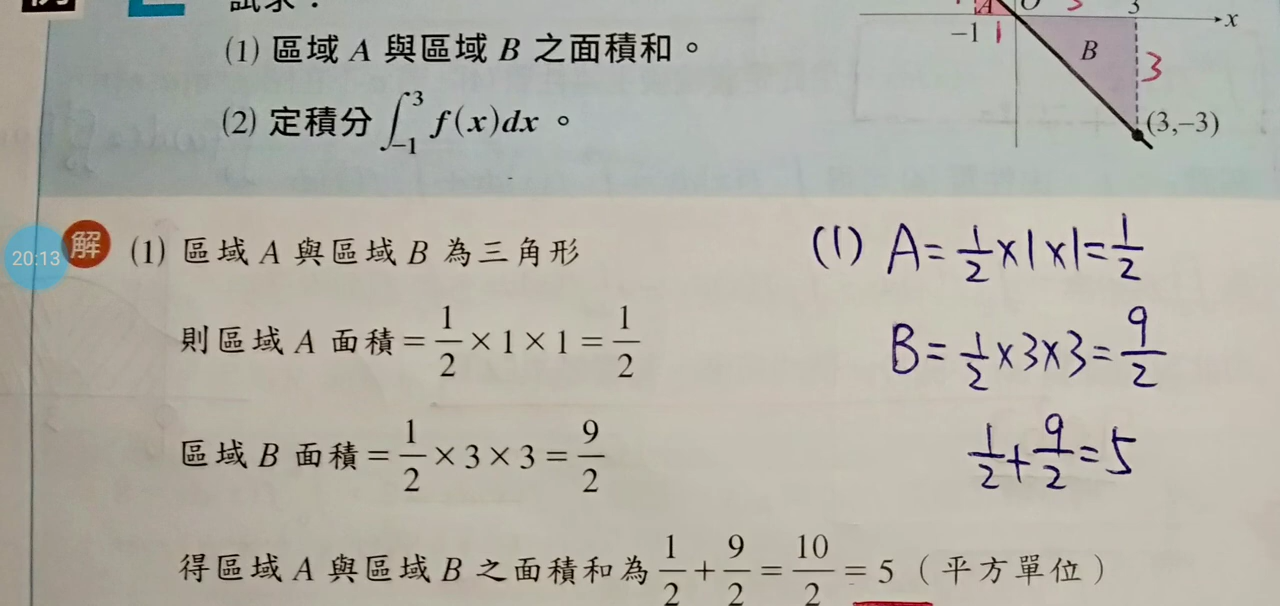 試求：
(1) 區域 A 與區域 B 之面積和。
(2) 定積分 ∫₋₁³ f(x)dx。
A O 3 3
-1 1 x
B 3
(3,-3)
20:13
解 (1) 區域 A 與區域 B 為三角形
則區域 A 面積 = 1/2 × 1 × 1 = 1/2
區域 B 面積 = 1/2 × 3 × 3 = 9/2
得區域 A 與區域 B 之面積和為 1/2 + 9/2 = 10/2 = 5（平方單位）
(1) A = 1/2 × 1 × 1 = 1/2
B = 1/2 × 3 × 3 = 9/2
1/2 + 9/2 = 5